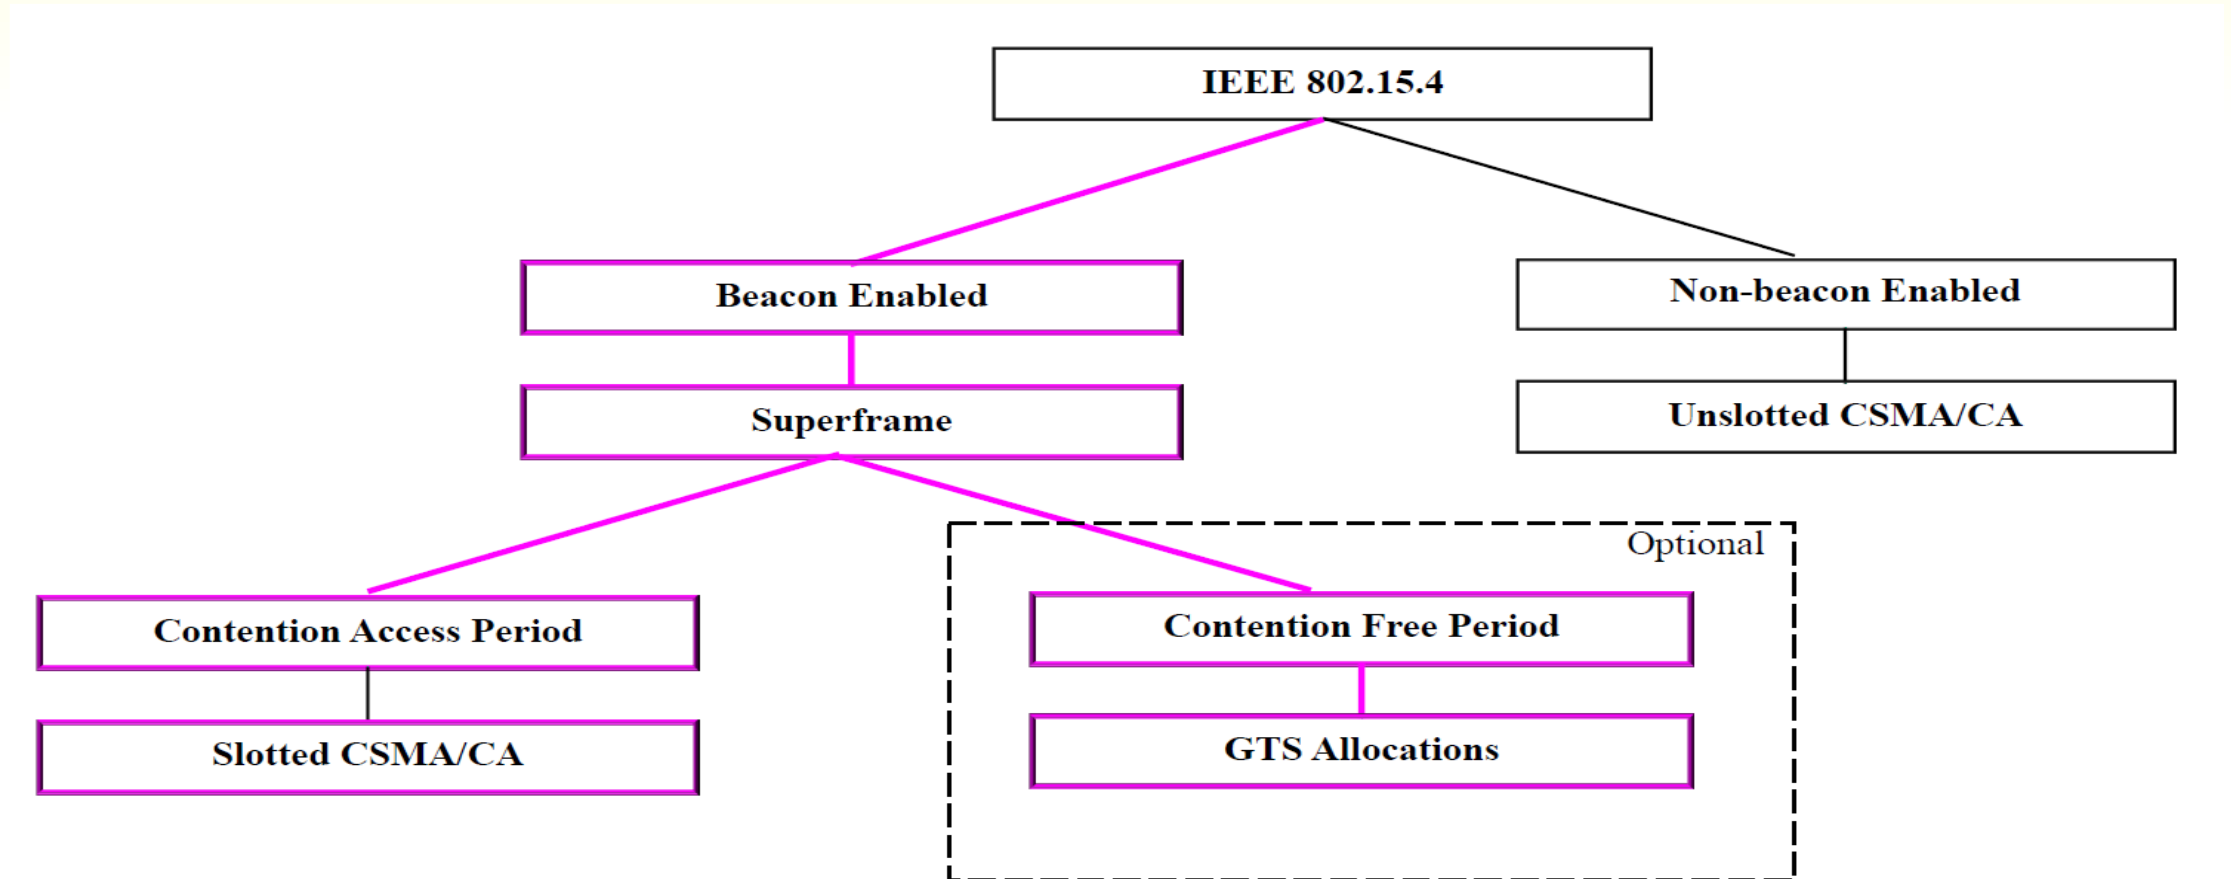 IEEE 802.15.4
Beacon Enabled
Non-beacon Enabled
Superframe
Unslotted CSMA/CA
Optional
Contention Access Period
Contention Free Period
Slotted CSMA/CA
GTS Allocations